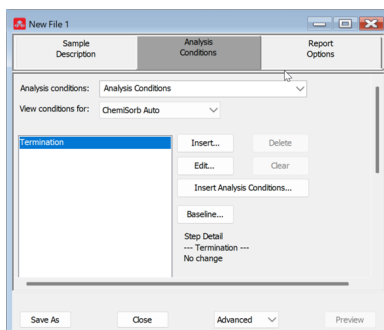 New File 1
Sample
Description
Analysis
Conditions
Report
Options
Analysis conditions: Analysis Conditions
View conditions for: ChemiSorb Auto
Termination
Insert... Delete
Edit... Clear
Insert Analysis Conditions...
Baseline...
Step Detail
--- Termination ---
No change
Save As Close Advanced Preview